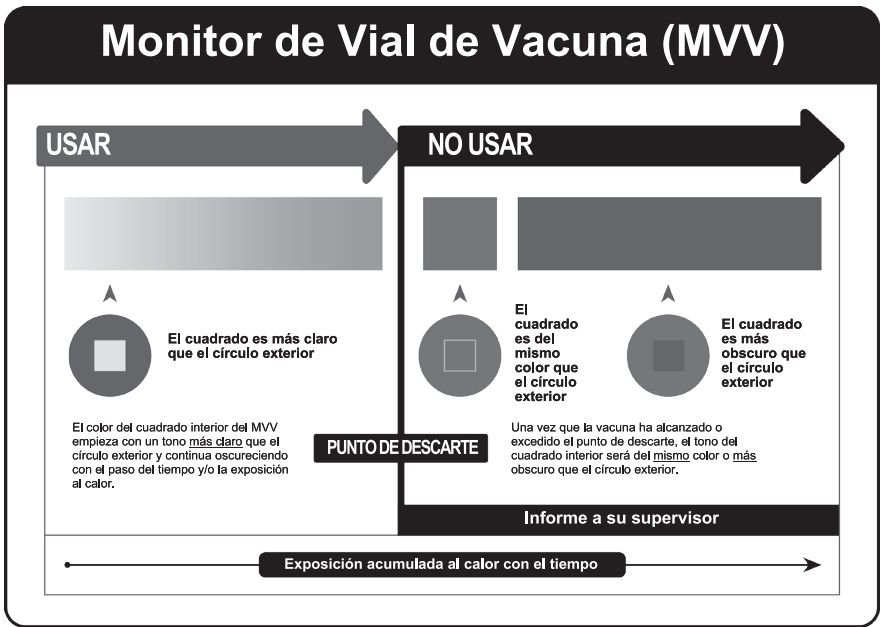 Monitor de Vial de Vacuna (MVV)
USAR
NO USAR
El cuadrado es más claro
que el círculo exterior
El
cuadrado
es del
mismo
color que
el círculo
exterior
El cuadrado
es más
obscuro que
el círculo
exterior
El color del cuadrado interior del MVV
empieza con un tono más claro que el
círculo exterior y continua oscureciendo
con el paso del tiempo y/o la exposición
al calor.
PUNTO DE DESCARTE
Una vez que la vacuna ha alcanzado o
excedido el punto de descarte, el tono del
cuadrado interior será del mismo color o más
obscuro que el círculo exterior.
Informe a su supervisor
Exposición acumulada al calor con el tiempo